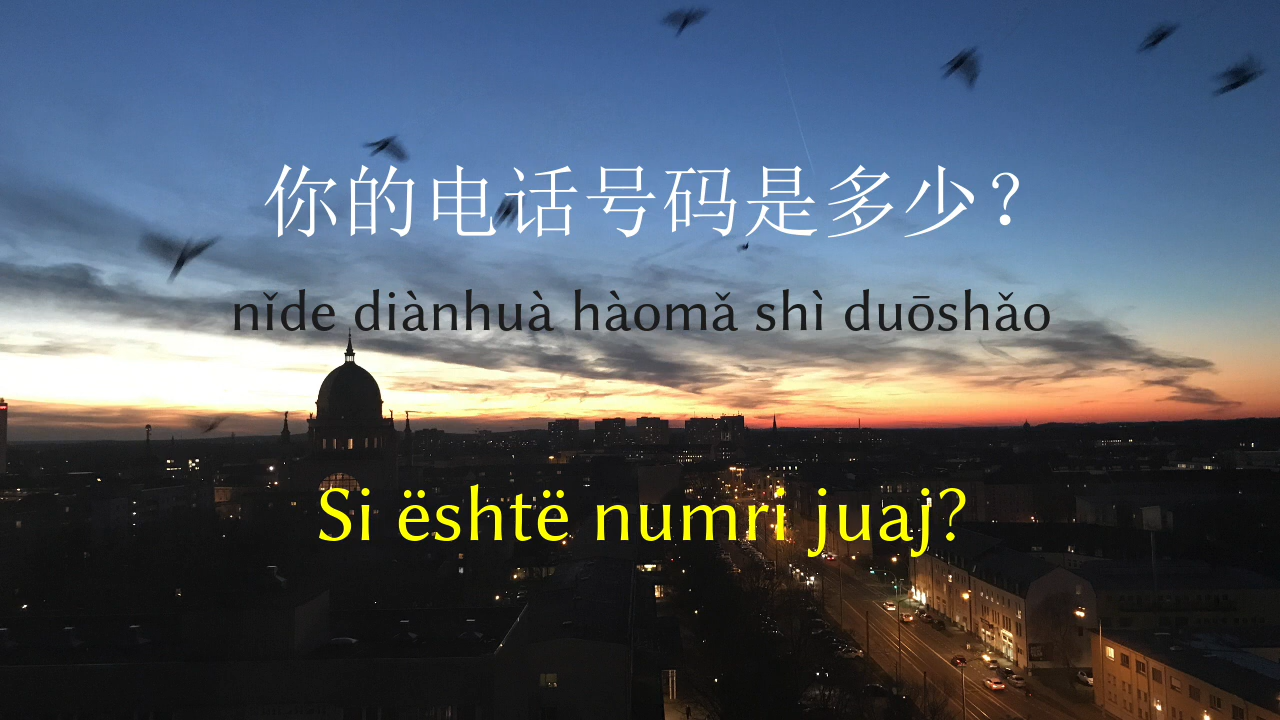 你的电话号码是多少？
nǐde diànhuà hàomǎ shì duōshǎo
Si është numri juaj?